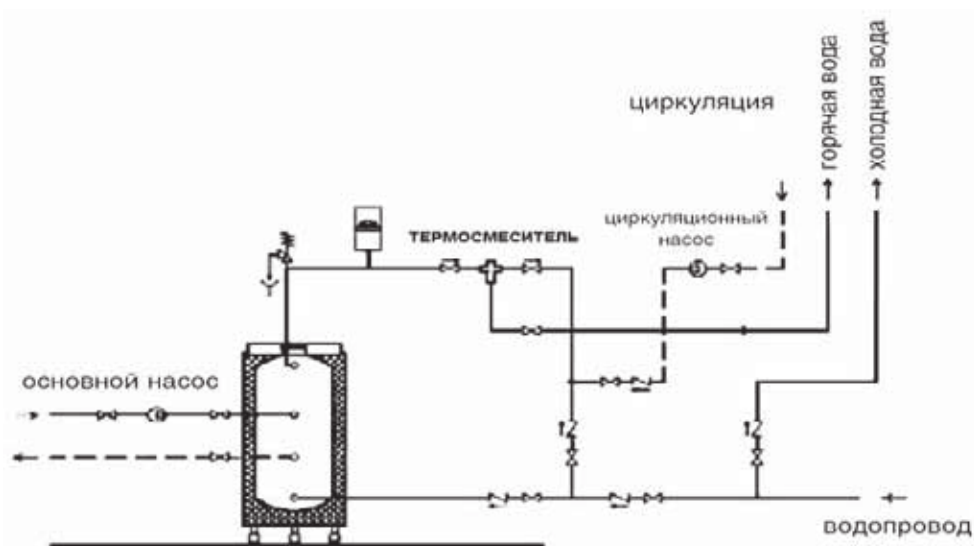 циркуляция
горячая вода
холодная вода
циркуляционный
насос
ТЕРМОСМЕСИТЕЛЬ
основной насос
водопровод